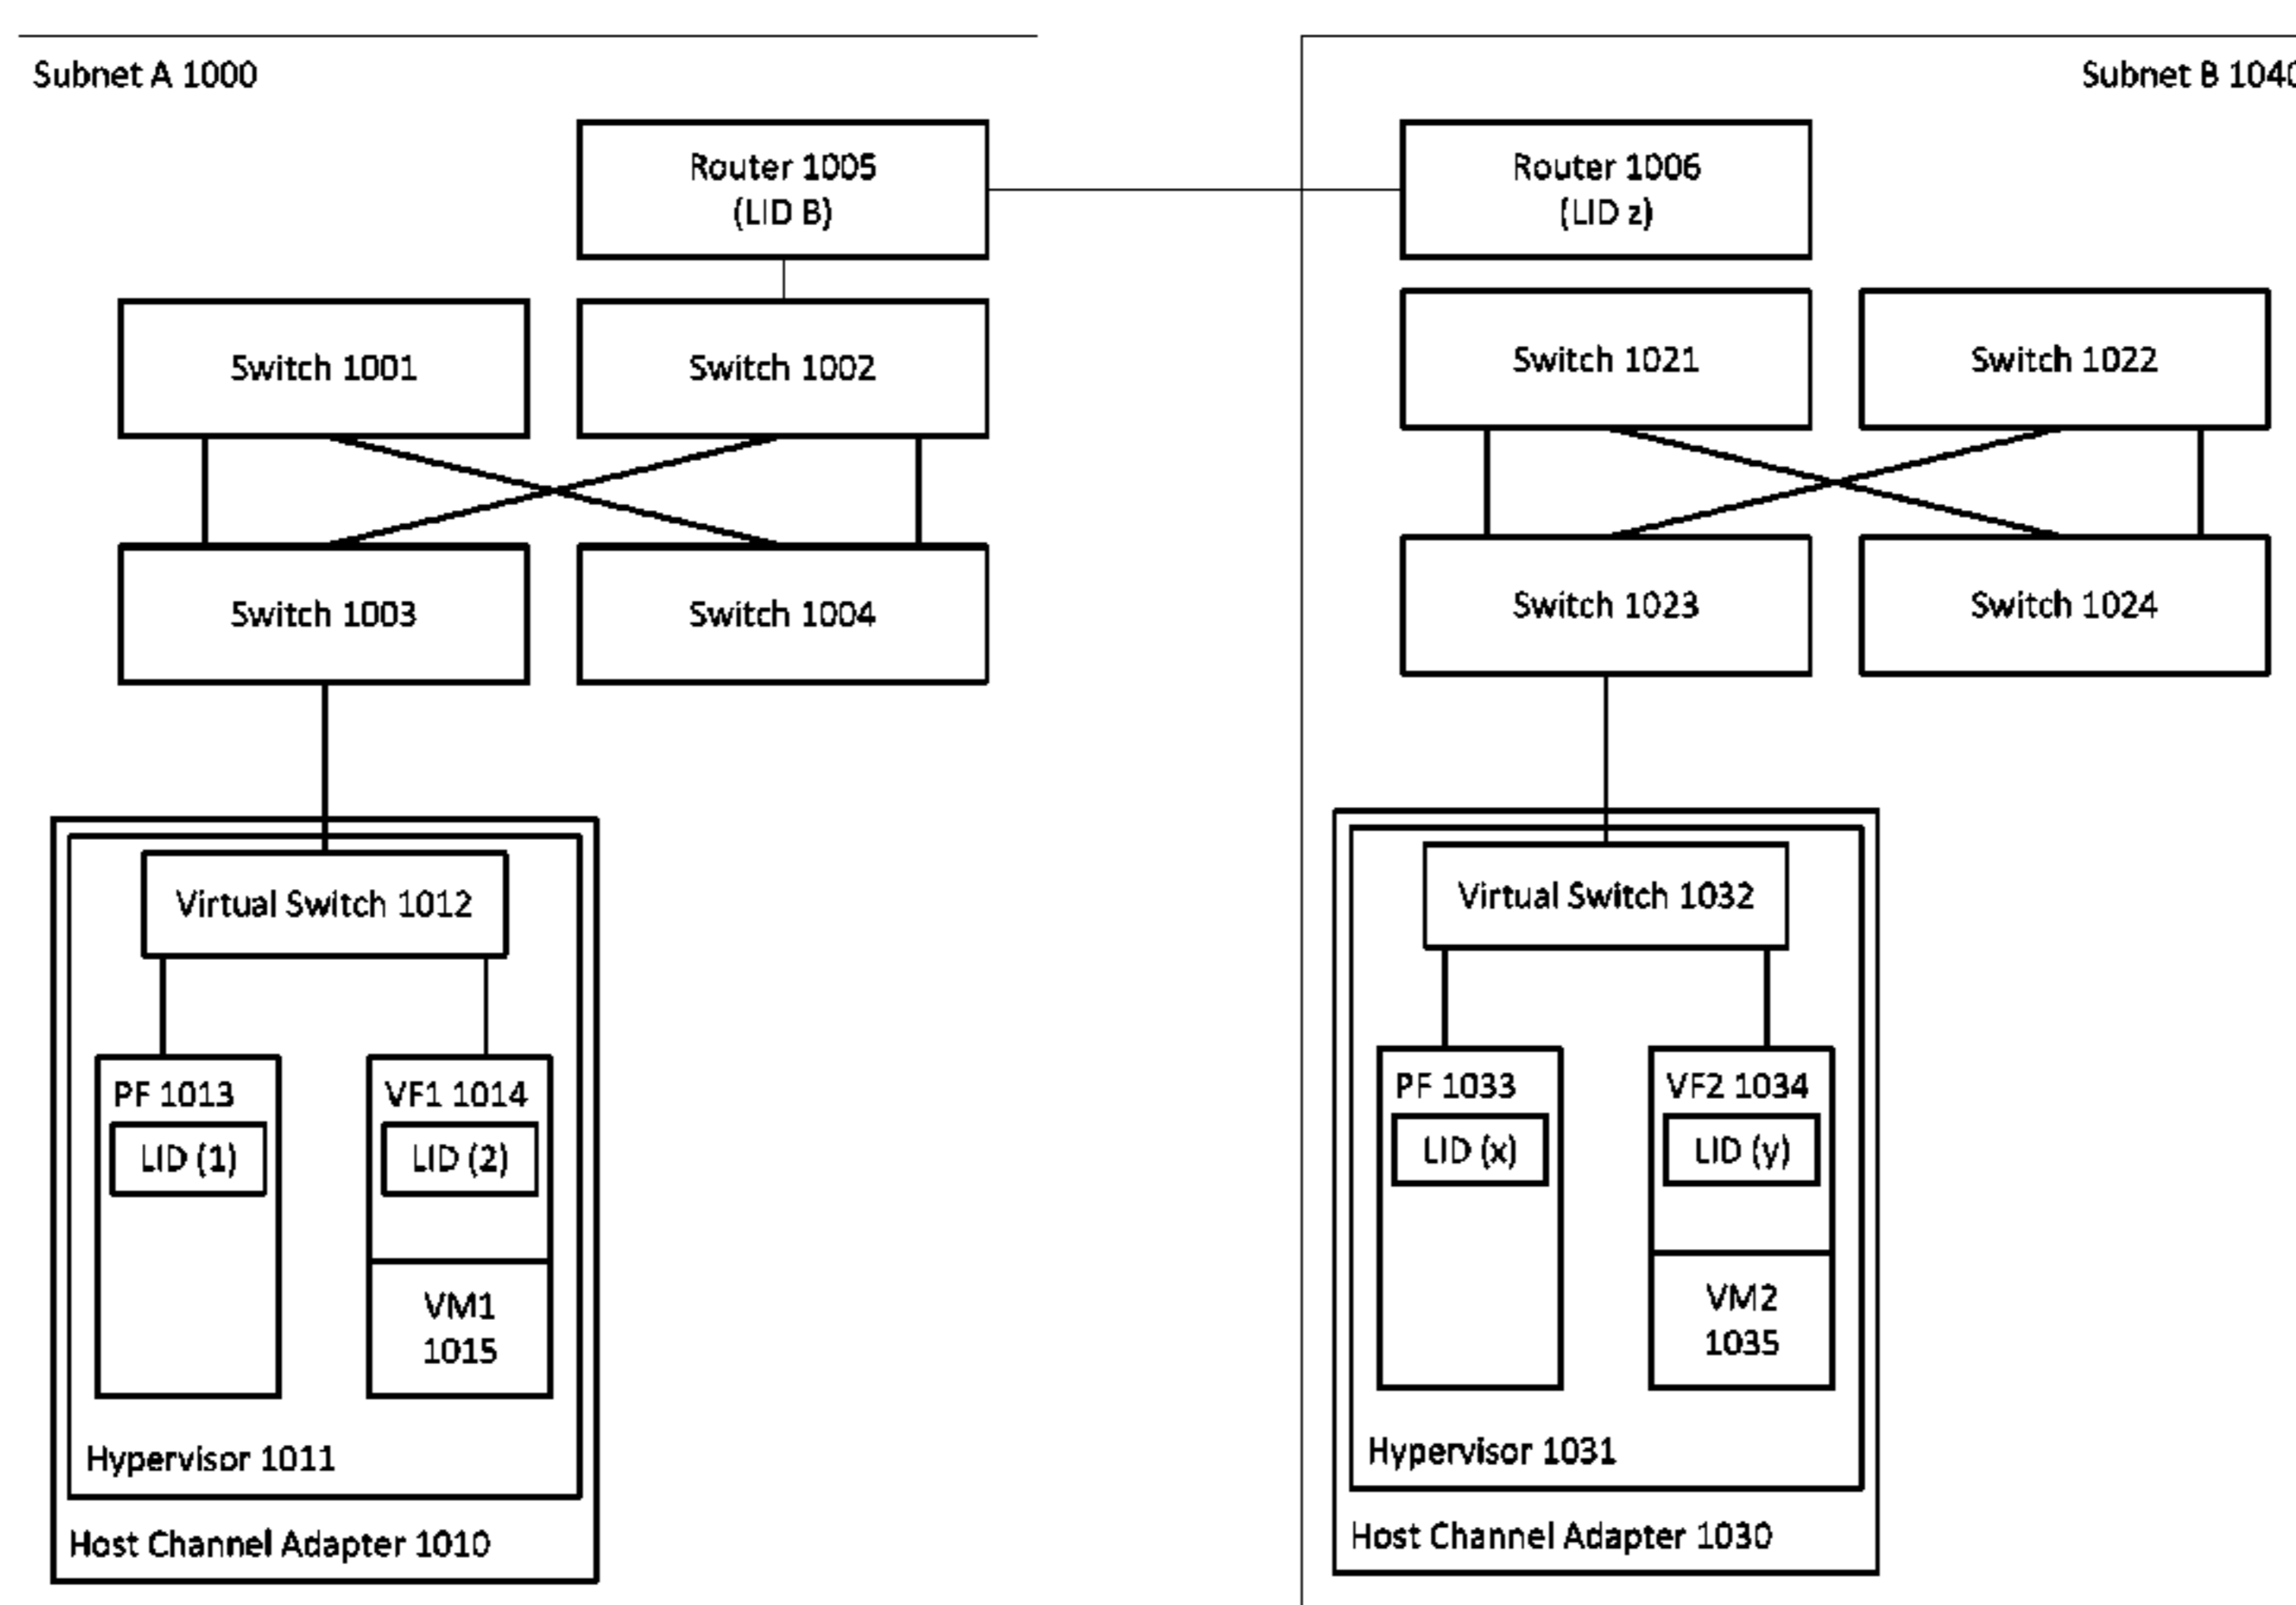 Subnet A 1000
Subnet B 1040
Router 1005
(LID B)
Router 1006
(LID z)
Switch 1001
Switch 1002
Switch 1021
Switch 1022
Switch 1003
Switch 1004
Switch 1023
Switch 1024
Virtual Switch 1012
PF 1013
LID (1)
VF1 1014
LID (2)
VM1
1015
Hypervisor 1011
Host Channel Adapter 1010
Virtual Switch 1032
PF 1033
LID (x)
VF2 1034
LID (y)
VM2
1035
Hypervisor 1031
Host Channel Adapter 1030